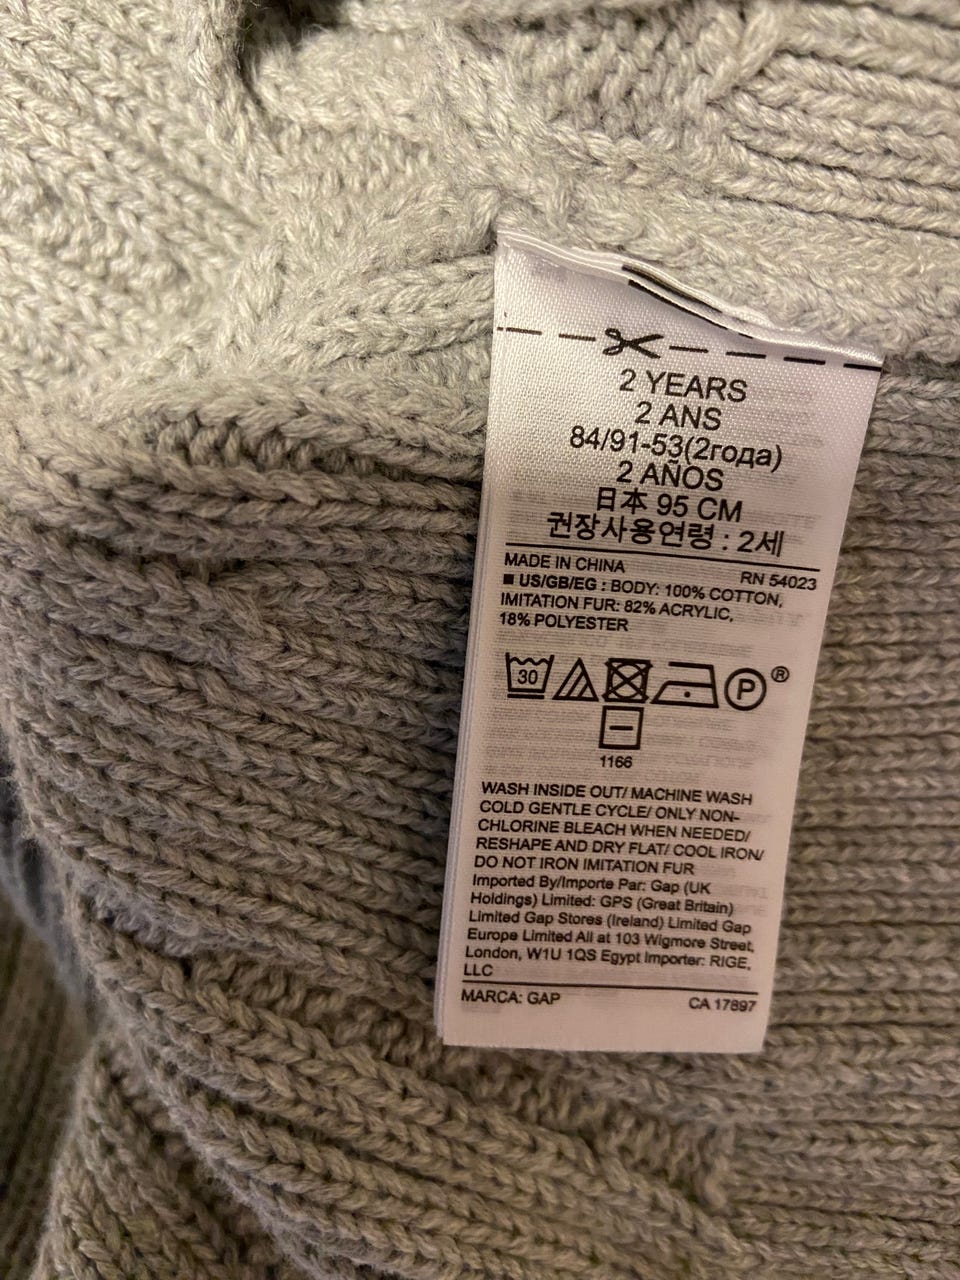 2 YEARS
2 ANS
84/91-53(2года)
2 AÑOS
日本 95 CM
권장사용연령 : 2세
MADE IN CHINA RN 54023
■ US/GB/EG : BODY: 100% COTTON,
IMITATION FUR: 82% ACRYLIC,
18% POLYESTER
30 P ®
1166
WASH INSIDE OUT/ MACHINE WASH
COLD GENTLE CYCLE/ ONLY NON-
CHLORINE BLEACH WHEN NEEDED/
RESHAPE AND DRY FLAT/ COOL IRON/
DO NOT IRON IMITATION FUR
Imported By/Importe Par: Gap (UK
Holdings) Limited: GPS (Great Britain)
Limited Gap Stores (Ireland) Limited Gap
Europe Limited All at 103 Wigmore Street,
London, W1U 1QS Egypt Importer: RIGE,
LLC
MARCA: GAP CA 17897